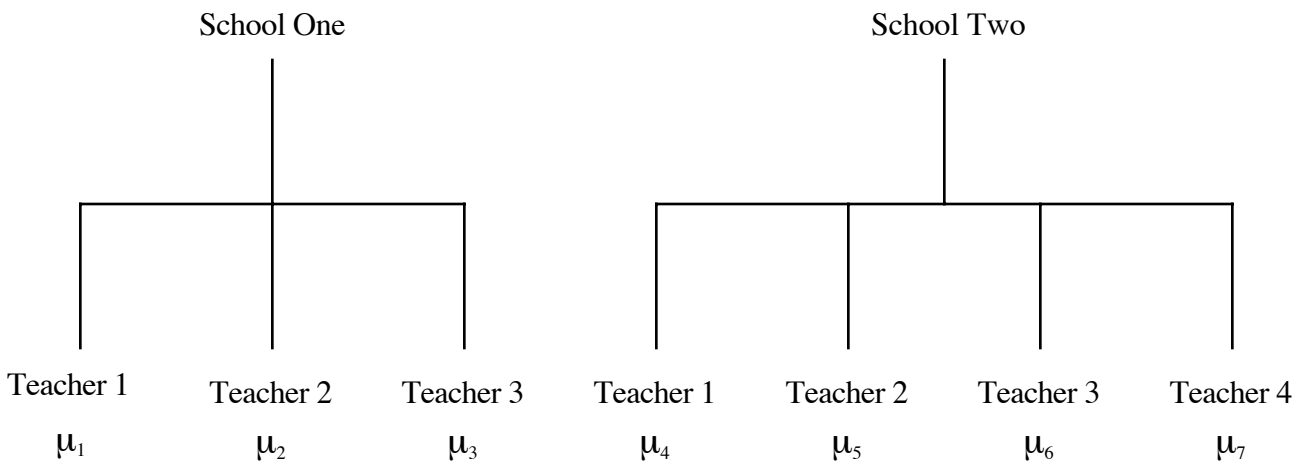 School One School Two
Teacher 1 Teacher 2 Teacher 3 Teacher 1 Teacher 2 Teacher 3 Teacher 4
μ₁ μ₂ μ₃ μ₄ μ₅ μ₆ μ₇